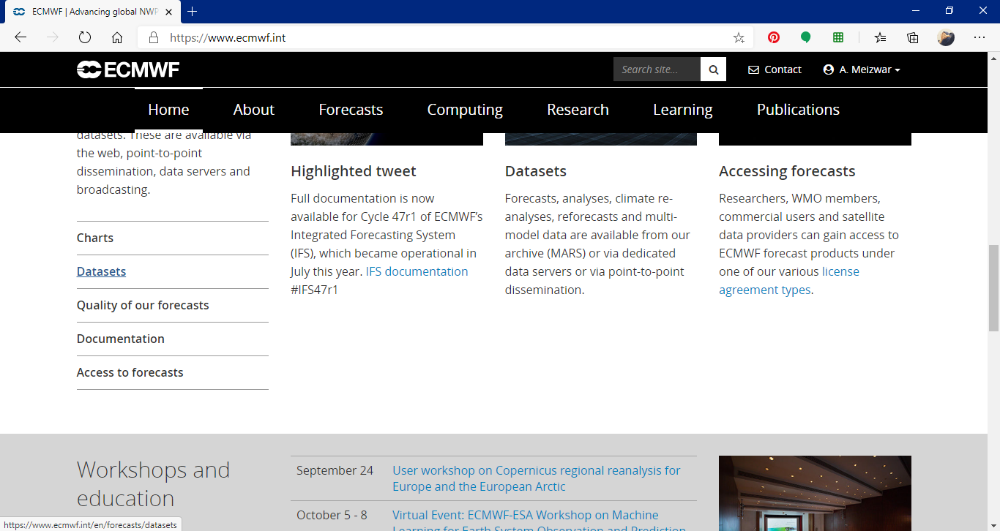 ECMWF | Advancing global NWP
https://www.ecmwf.int
ECMWF
Search site...
Contact
A. Meizwar
Home
About
Forecasts
Computing
Research
Learning
Publications
datasets. These are available via
the web, point-to-point
dissemination, data servers and
broadcasting.
Charts
Datasets
Quality of our forecasts
Documentation
Access to forecasts
Highlighted tweet
Full documentation is now
available for Cycle 47r1 of ECMWF’s
Integrated Forecasting System
(IFS), which became operational in
July this year. IFS documentation
#IFS47r1
Datasets
Forecasts, analyses, climate re-
analyses, reforecasts and multi-
model data are available from our
archive (MARS) or via dedicated
data servers or via point-to-point
dissemination.
Accessing forecasts
Researchers, WMO members,
commercial users and satellite
data providers can gain access to
ECMWF forecast products under
one of our various license
agreement types.
Workshops and
education
September 24
User workshop on Copernicus regional reanalysis for
Europe and the European Arctic
October 5 - 8
Virtual Event: ECMWF-ESA Workshop on Machine
Learning for Earth System Observation and Prediction
https://www.ecmwf.int/en/forecasts/datasets